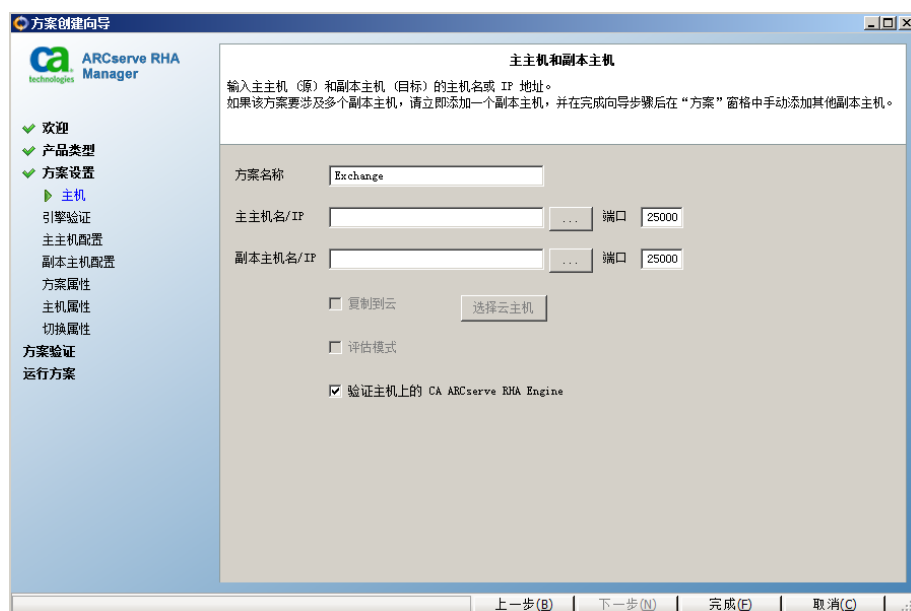 方案创建向导
ca
technologies
ARCserve RHA
Manager
欢迎
产品类型
方案设置
主机
引擎验证
主主机配置
副本主机配置
方案属性
主机属性
切换属性
方案验证
运行方案
主主机和副本主机
输入主主机（源）和副本主机（目标）的主机名或 IP 地址。
如果该方案要涉及多个副本主机，请立即添加一个副本主机，并在完成向导步骤后在“方案”窗格中手动添加其他副本主机。
方案名称 Exchange
主主机名/IP ... 端口 25000
副本主机名/IP ... 端口 25000
复制到云 选择云主机
评估模式
验证主机上的 CA ARCserve RHA Engine
上一步(B) 下一步(N) 完成(F) 取消(C)